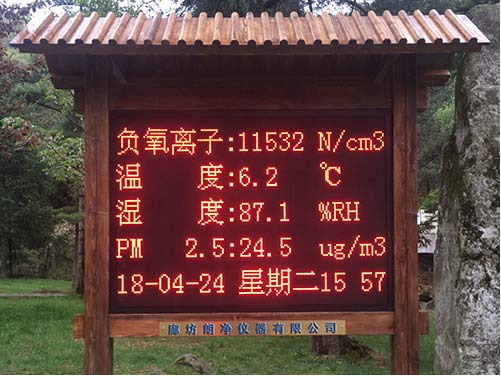 负氧离子:11532 N/cm3
温 度:6.2 ℃
湿 度:87.1 %RH
PM 2.5:24.5 ug/m3
18-04-24 星期二15 57
廊坊朗净仪器有限公司